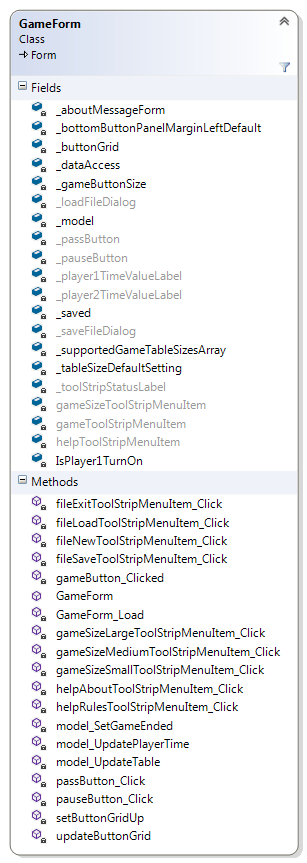 GameForm
Class
Form
Fields
_aboutMessageForm
_bottomButtonPanelMarginLeftDefault
_buttonGrid
_dataAccess
_gameButtonSize
_loadFileDialog
_model
_passButton
_pauseButton
_player1TimeValueLabel
_player2TimeValueLabel
_saved
_saveFileDialog
_supportedGameTableSizesArray
_tableSizeDefaultSetting
_toolStripStatusLabel
gameSizeToolStripMenuItem
gameToolStripMenuItem
helpToolStripMenuItem
IsPlayer1TurnOn
Methods
fileExitToolStripMenuItem_Click
fileLoadToolStripMenuItem_Click
fileNewToolStripMenuItem_Click
fileSaveToolStripMenuItem_Click
gameButton_Clicked
GameForm
GameForm_Load
gameSizeLargeToolStripMenuItem_Click
gameSizeMediumToolStripMenuItem_Click
gameSizeSmallToolStripMenuItem_Click
helpAboutToolStripMenuItem_Click
helpRulesToolStripMenuItem_Click
model_SetGameEnded
model_UpdatePlayerTime
model_UpdateTable
passButton_Click
pauseButton_Click
setButtonGridUp
updateButtonGrid